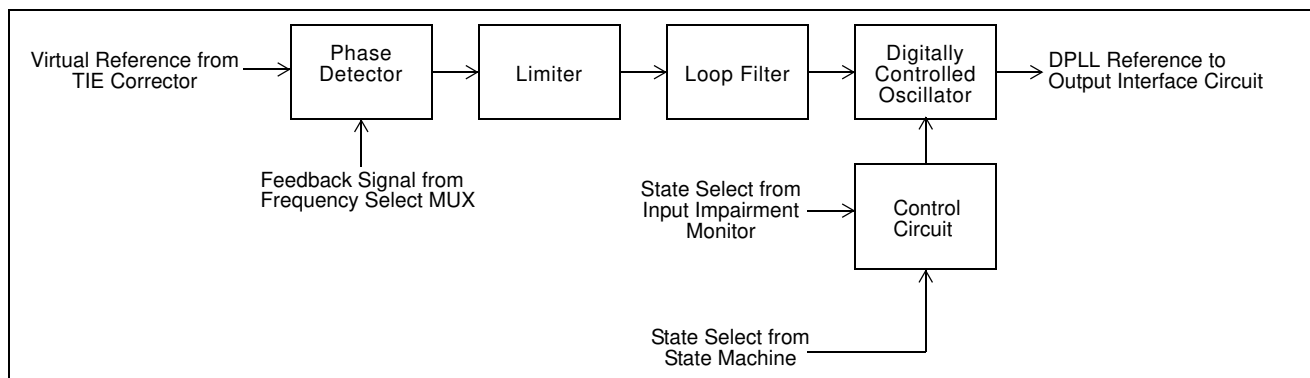 Virtual Reference from
TIE Corrector
Phase
Detector
Limiter
Loop Filter
Digitally
Controlled
Oscillator
DPLL Reference to
Output Interface Circuit
Feedback Signal from
Frequency Select MUX
State Select from
Input Impairment
Monitor
Control
Circuit
State Select from
State Machine